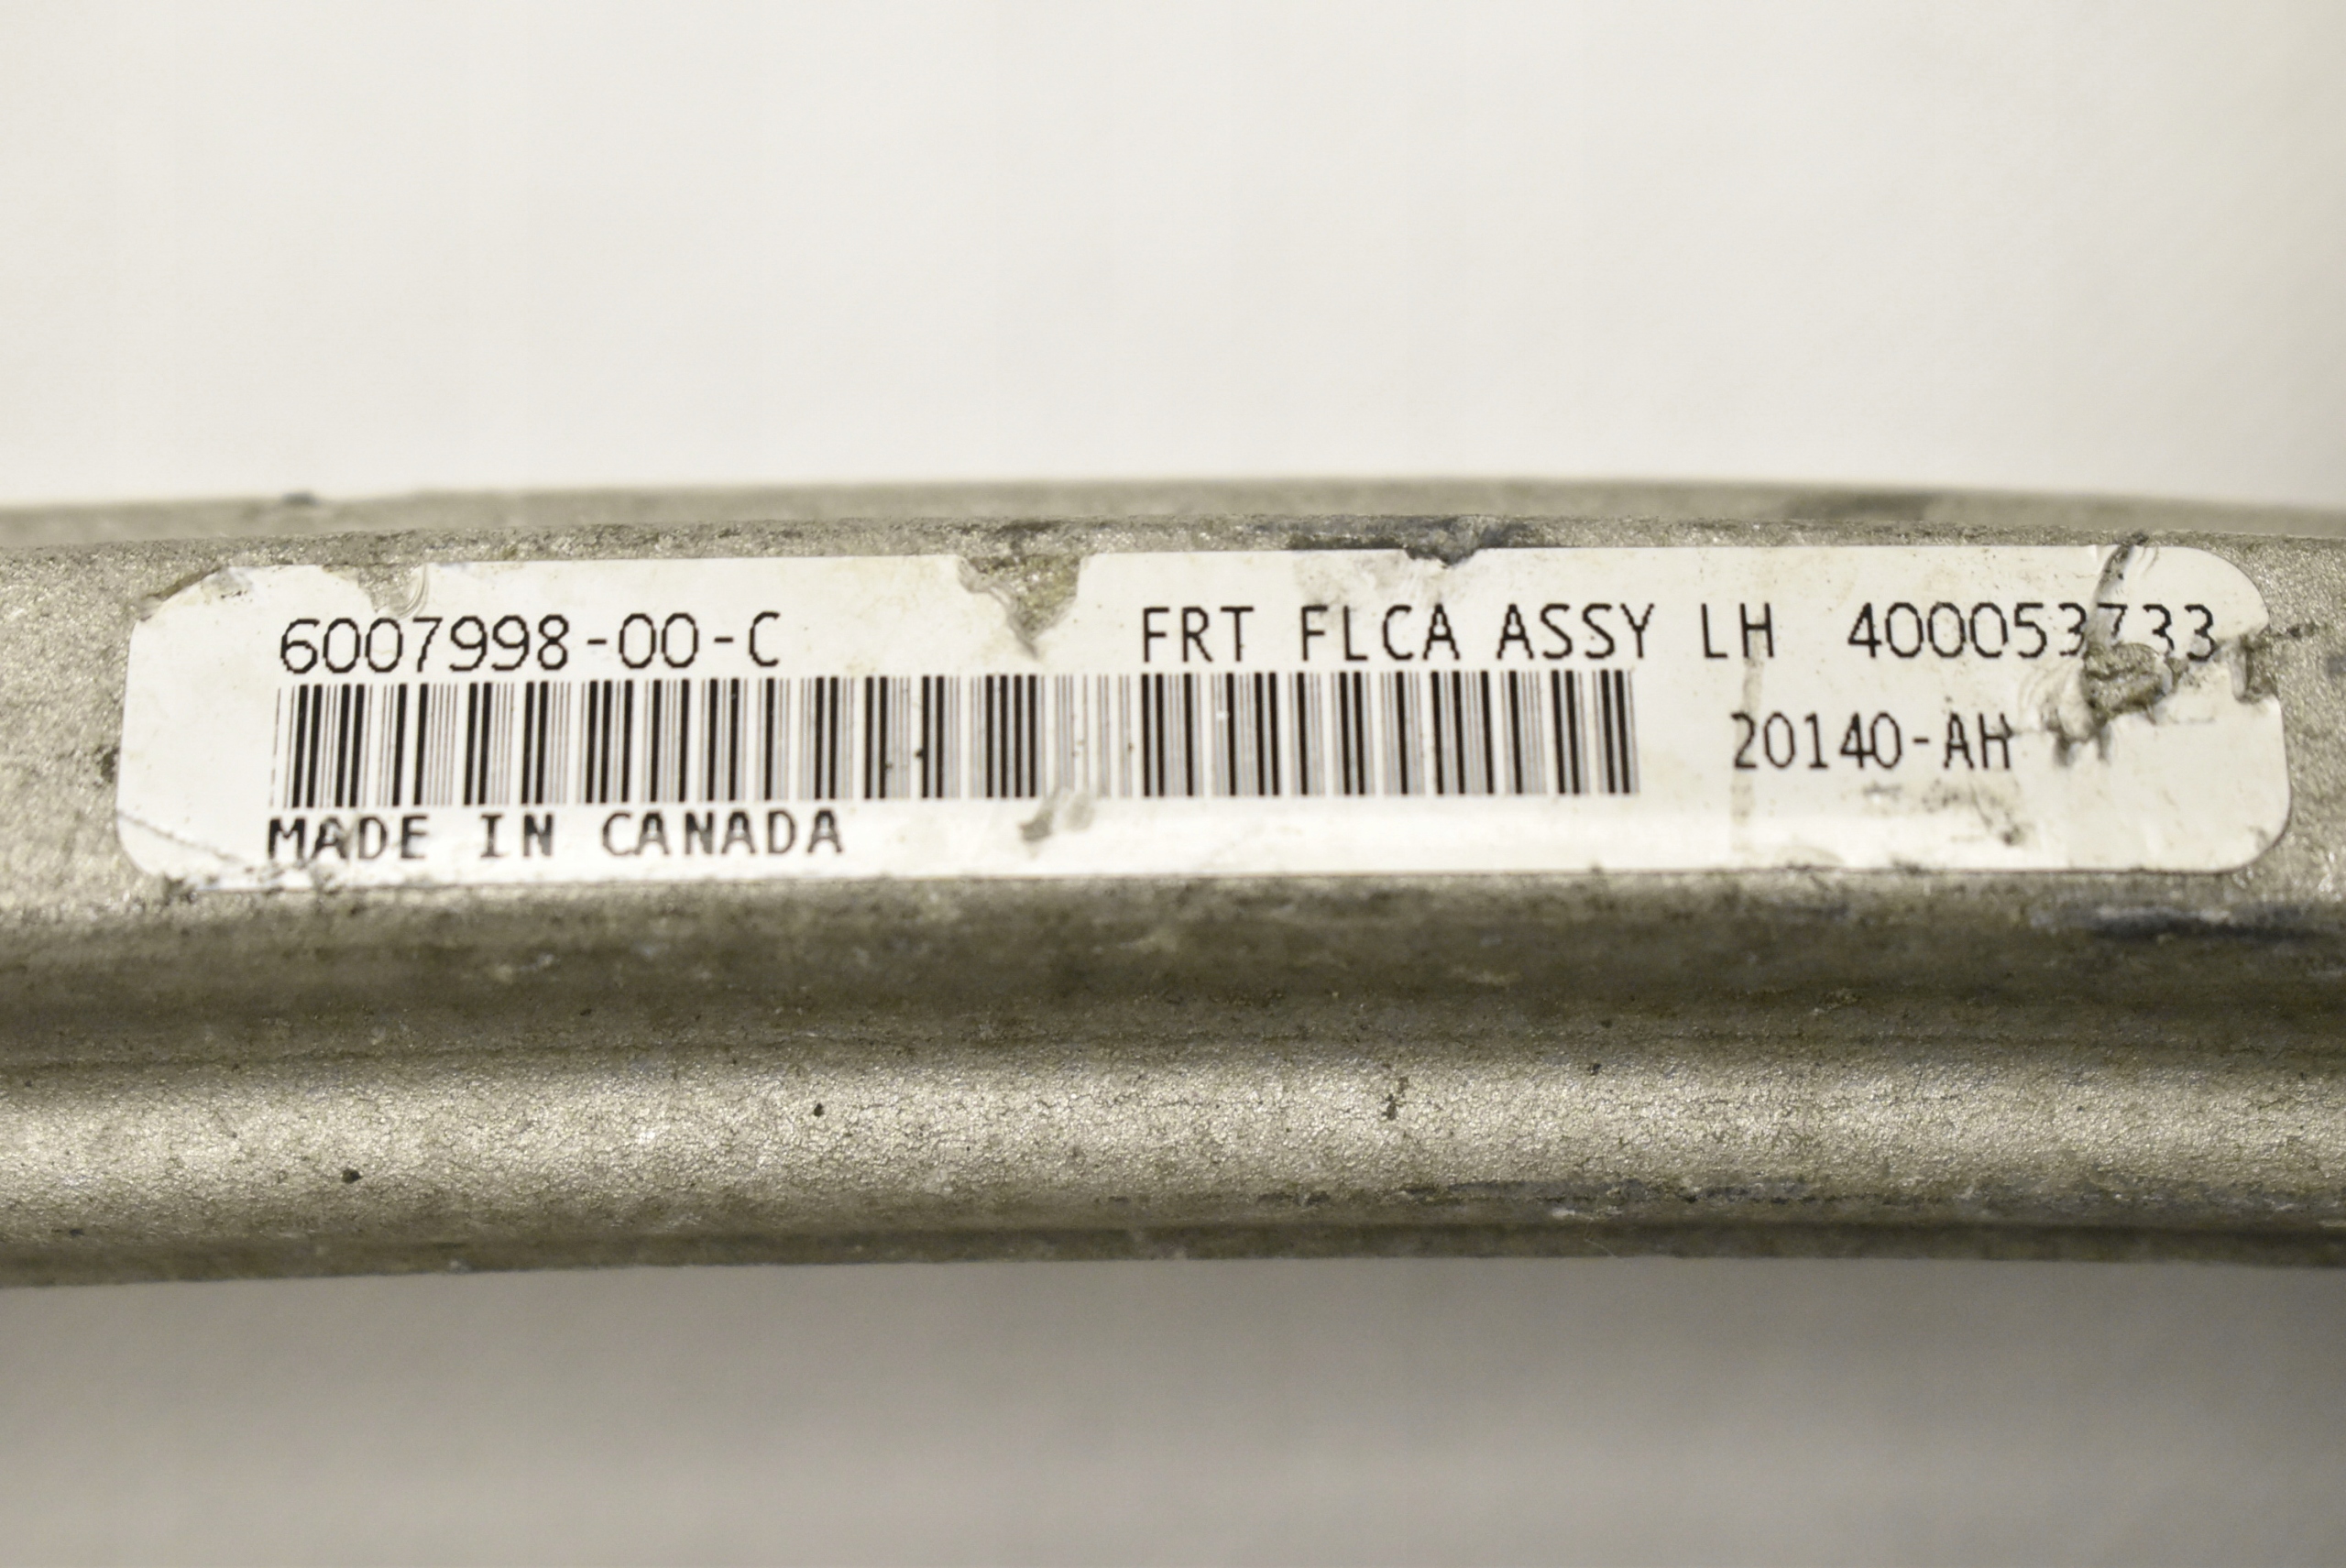 6007998-00-C FRT FLCA ASSY LH 400053733
20140-AH
MADE IN CANADA